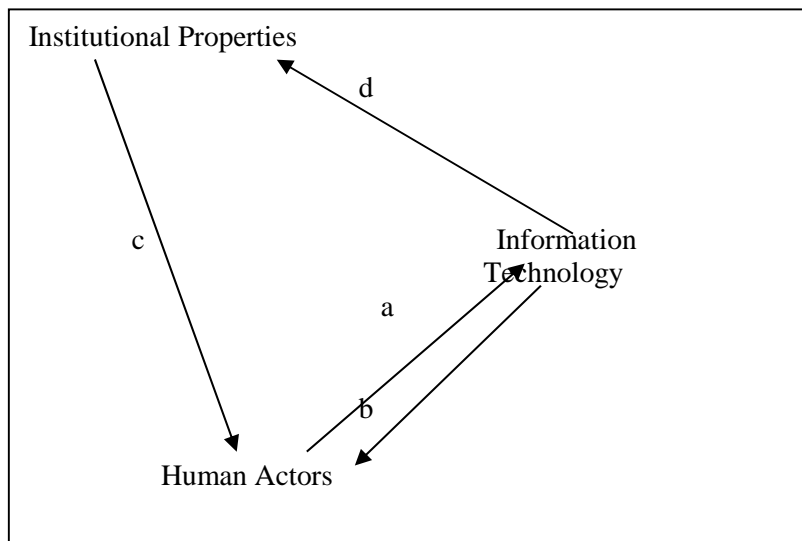 Institutional Properties
d
c
Information
Technology
a
b
Human Actors